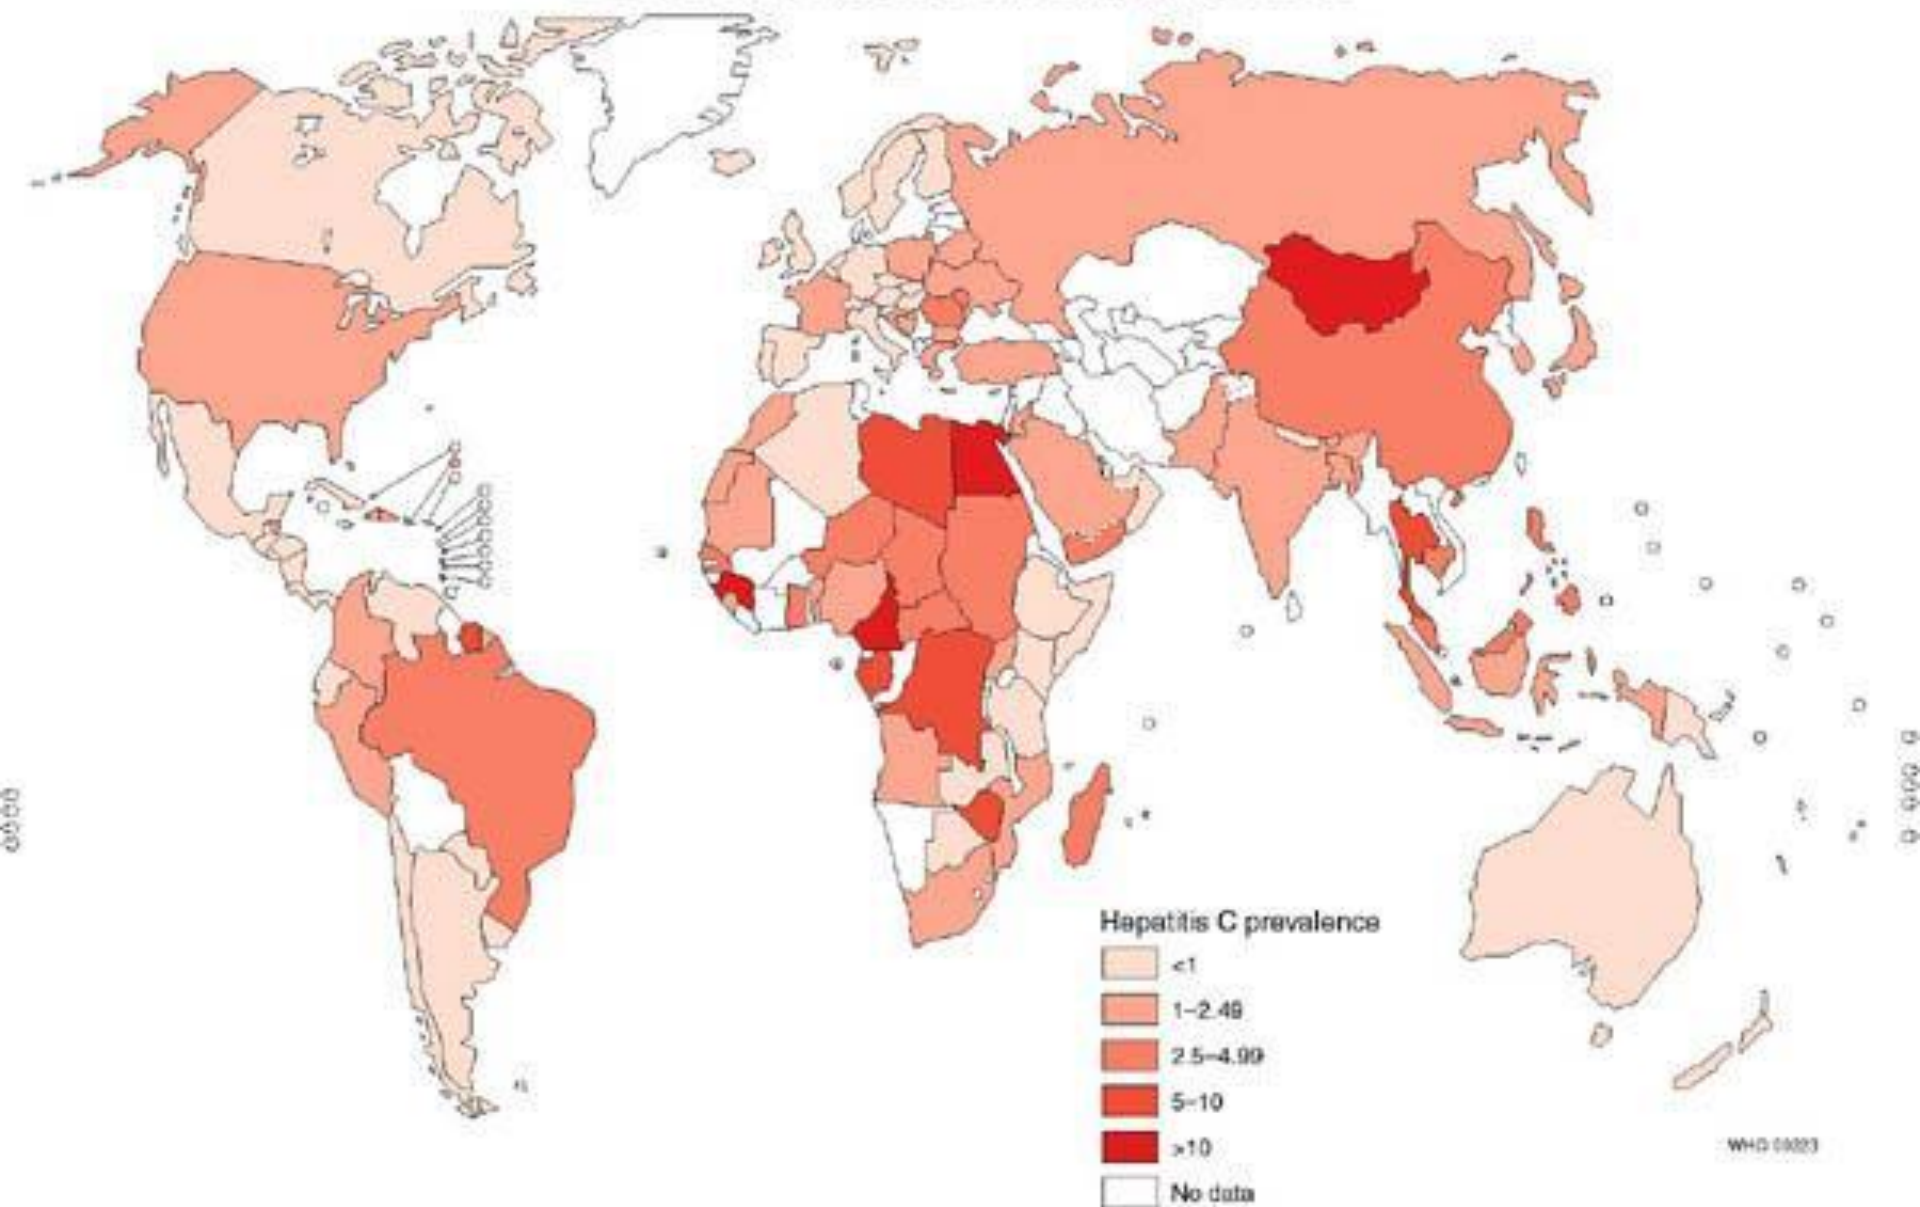 Hepatitis C prevalence
<1
1–2.49
2.5–4.99
5–10
>10
No data